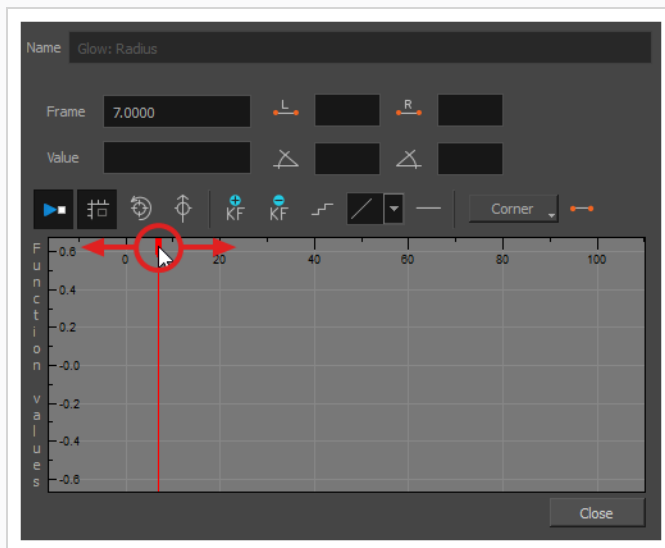 Name Glow: Radius
Frame 7.0000 L R
Value
KF KF Corner
Function values
0 20 40 60 80 100
-0.6
-0.4
-0.2
-0.0
-0.2
-0.4
-0.6
Close